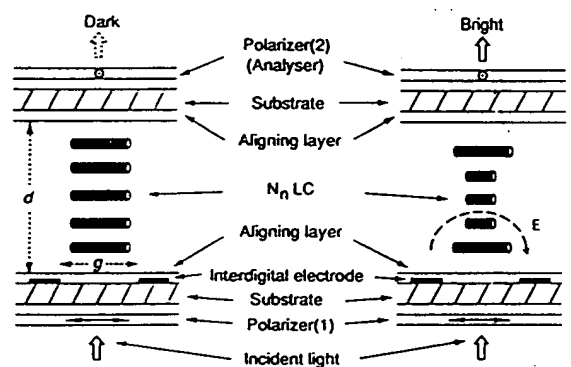 Dark
Bright
Polarizer(2)
(Analyser)
Substrate
Aligning layer
d
Nn LC
E
Aligning layer
g
Interdigital electrode
Substrate
Polarizer(1)
Incident light